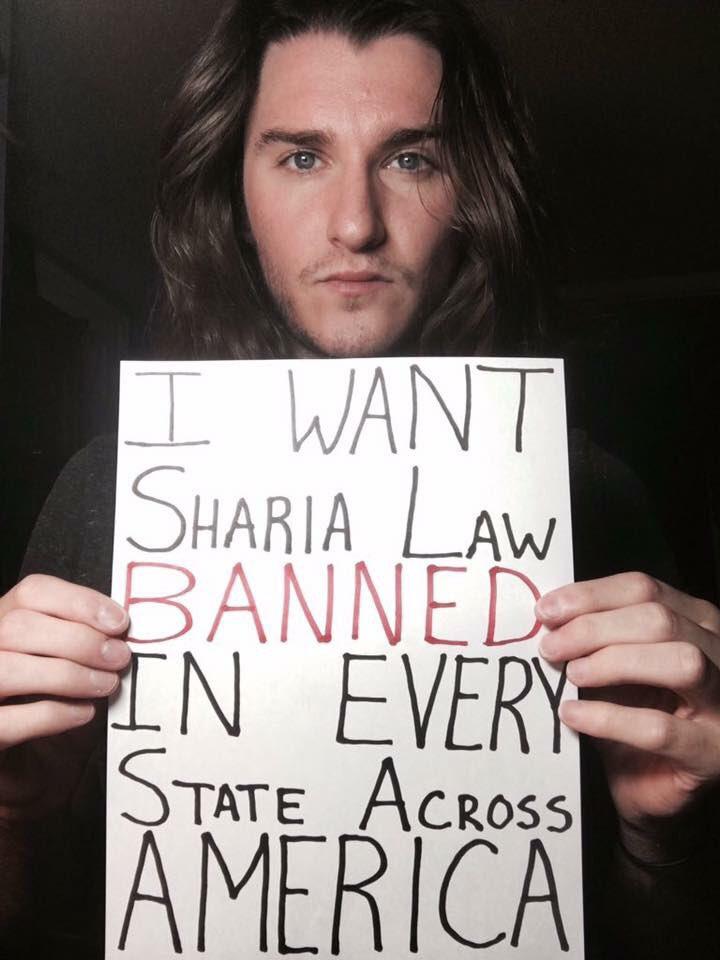 I WANT
SHARIA LAW
BANNED
IN EVERY
STATE ACROSS
AMERICA